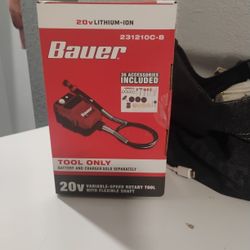 20V LITHIUM-ION
231210C-B
Bauer
36 ACCESSORIES
INCLUDED
TOOL ONLY
BATTERY AND CHARGER SOLD SEPARATELY
20V VARIABLE-SPEED ROTARY TOOL
WITH FLEXIBLE SHAFT